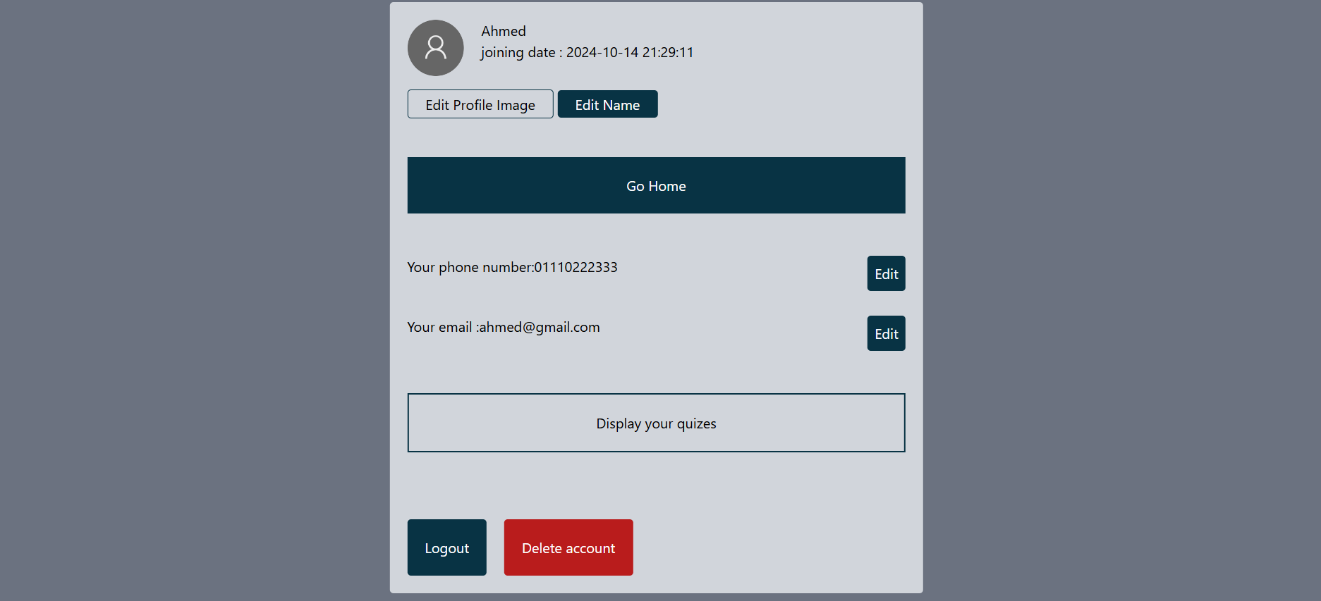 Ahmed
joining date : 2024-10-14 21:29:11
Edit Profile Image
Edit Name
Go Home
Your phone number:01110222333
Edit
Your email :ahmed@gmail.com
Edit
Display your quizes
Logout
Delete account